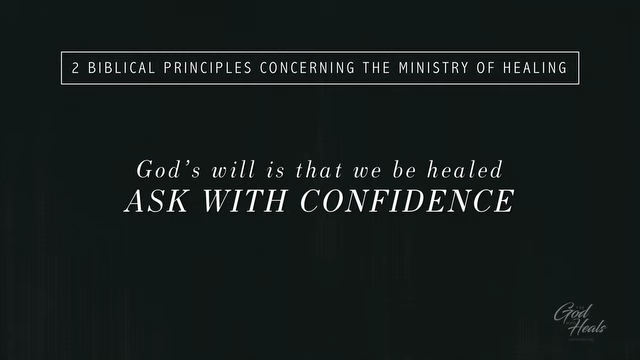 2 BIBLICAL PRINCIPLES CONCERNING THE MINISTRY OF HEALING
God's will is that we be healed
ASK WITH CONFIDENCE
God
Heals